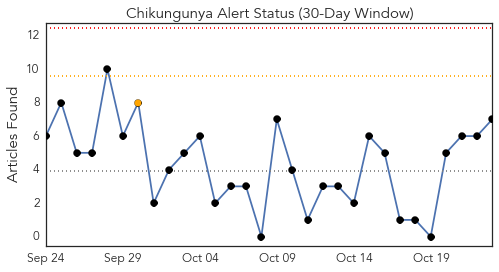 Chikungunya Alert Status (30-Day Window)
Articles Found
12
10
8
6
4
2
0
Sep 24 Sep 29 Oct 04 Oct 09 Oct 14 Oct 19